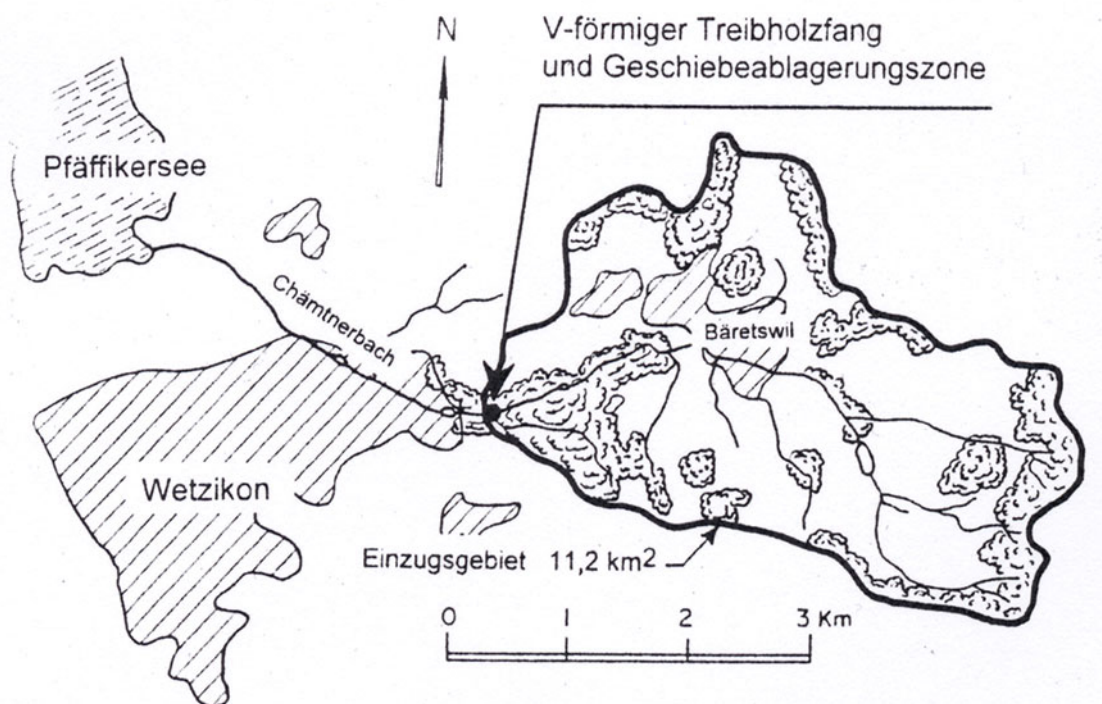 N
V-förmiger Treibholzfang
und Geschiebeablagerungszone
Pfäffikersee
Chämtnerbach
Bäretswil
Wetzikon
Einzugsgebiet 11,2 km²
0 1 2 3 Km